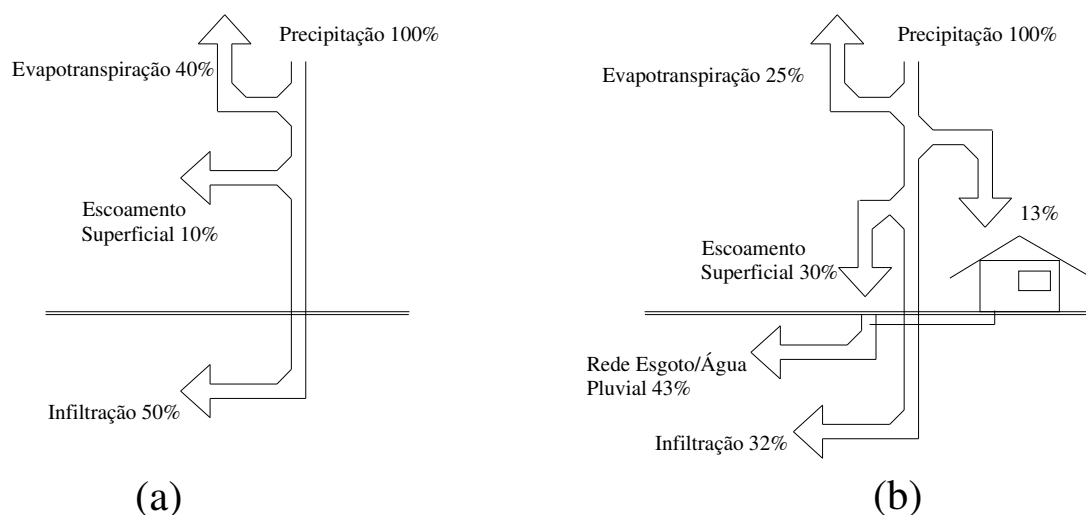 Precipitação 100%
Evapotranspiração 40%
Escoamento
Superficial 10%
Infiltração 50%
(a)
Precipitação 100%
Evapotranspiração 25%
13%
Escoamento
Superficial 30%
Rede Esgoto/Água
Pluvial 43%
Infiltração 32%
(b)